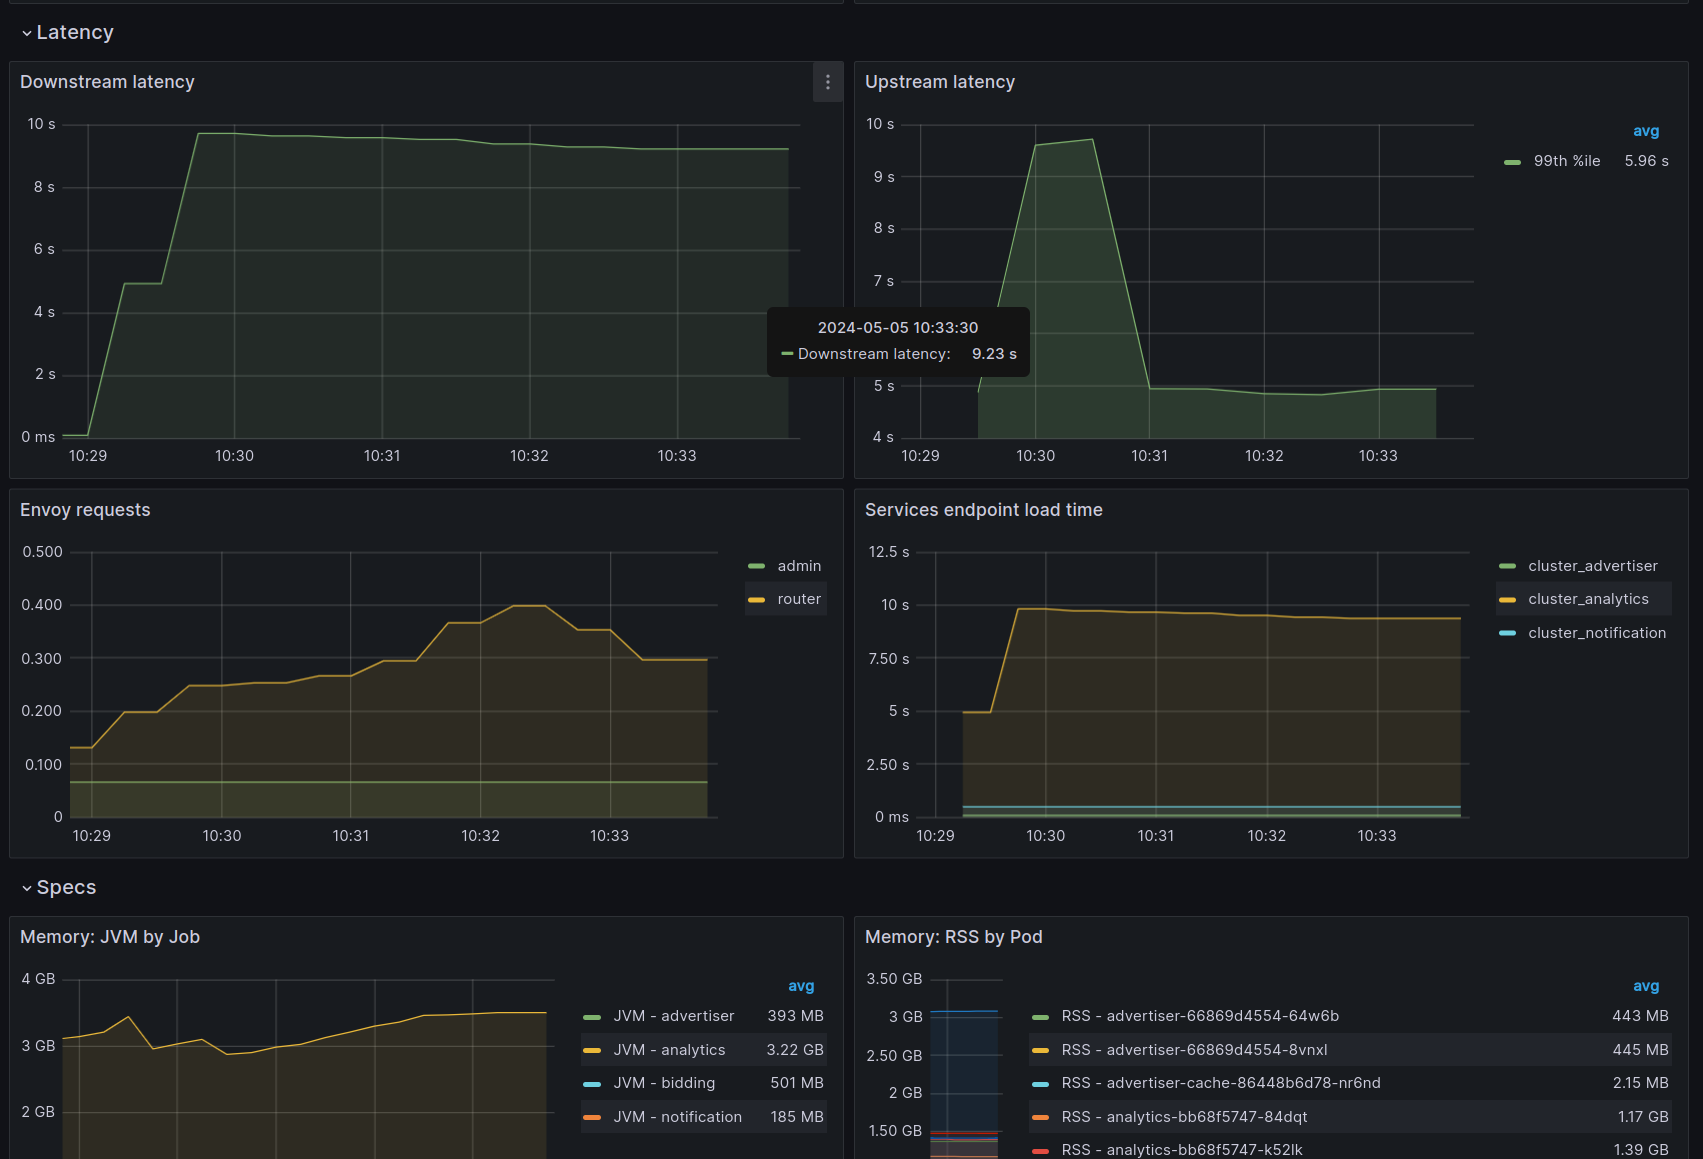 Latency
Downstream latency
10 s
8 s
6 s
4 s
2 s
0 ms
10:29
10:30
10:31
10:32
10:33
2024-05-05 10:33:30
Downstream latency: 9.23 s
Upstream latency
10 s
9 s
8 s
7 s
5 s
4 s
10:29
10:30
10:31
10:32
10:33
avg
99th %ile 5.96 s
Envoy requests
0.500
0.400
0.300
0.200
0.100
0
10:29
10:30
10:31
10:32
10:33
admin
router
Services endpoint load time
12.5 s
10 s
7.50 s
5 s
2.50 s
0 ms
10:29
10:30
10:31
10:32
10:33
cluster_advertiser
cluster_analytics
cluster_notification
Specs
Memory: JVM by Job
4 GB
3 GB
2 GB
avg
JVM - advertiser 393 MB
JVM - analytics 3.22 GB
JVM - bidding 501 MB
JVM - notification 185 MB
Memory: RSS by Pod
3.50 GB
3 GB
2.50 GB
2 GB
1.50 GB
avg
RSS - advertiser-66869d4554-64w6b 443 MB
RSS - advertiser-66869d4554-8vnxl 445 MB
RSS - advertiser-cache-86448b6d78-nr6nd 2.15 MB
RSS - analytics-bb68f5747-84dqt 1.17 GB
RSS - analytics-bb68f5747-k52lk 1.39 GB